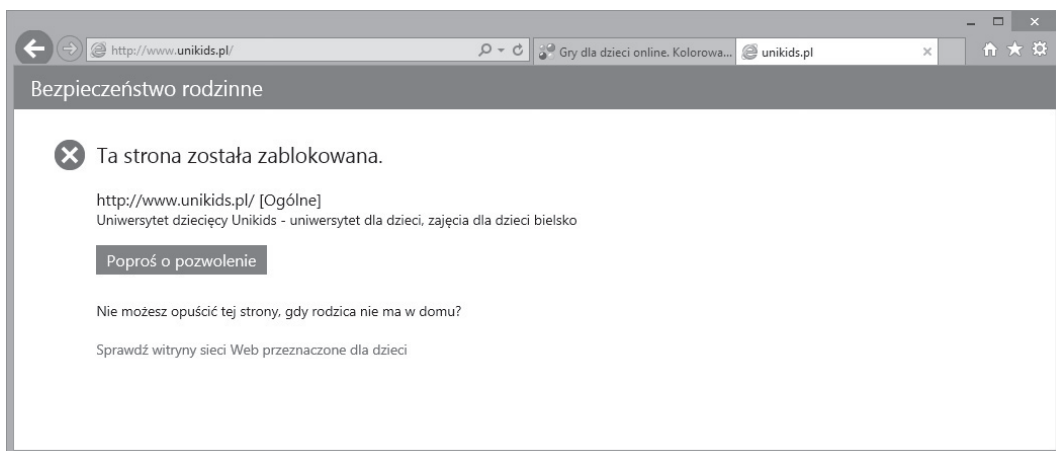 http://www.unikids.pl/
Gry dla dzieci online. Kolorowa...
unikids.pl
Bezpieczeństwo rodzinne
Ta strona została zablokowana.
http://www.unikids.pl/ [Ogólne]
Uniwersytet dziecięcy Unikids - uniwersytet dla dzieci, zajęcia dla dzieci bielsko
Poproś o pozwolenie
Nie możesz opuścić tej strony, gdy rodzica nie ma w domu?
Sprawdź witryny sieci Web przeznaczone dla dzieci